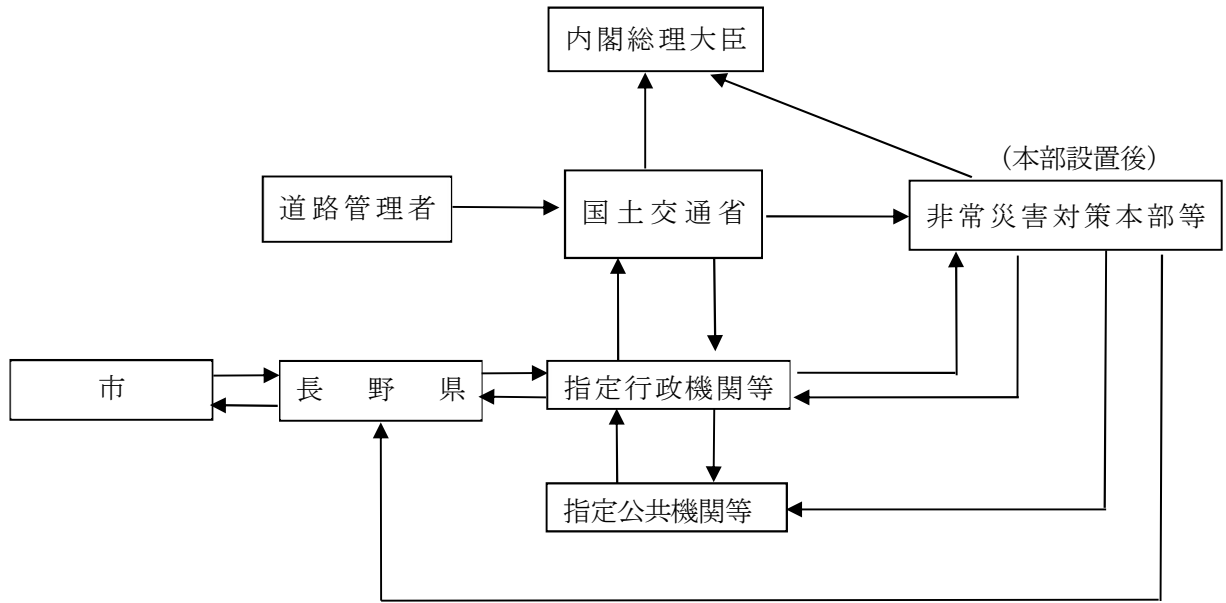 内閣総理大臣
（本部設置後）
道路管理者
国土交通省
非常災害対策本部等
市
長野県
指定行政機関等
指定公共機関等